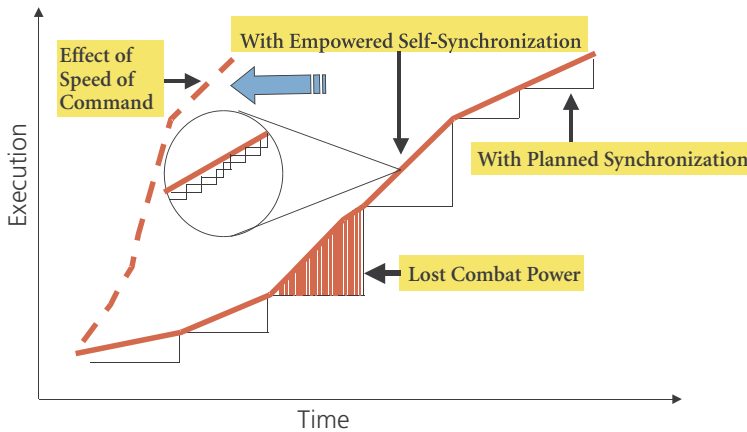 With Empowered Self-Synchronization
Effect of
Speed of
Command
With Planned Synchronization
Execution
Lost Combat Power
Time